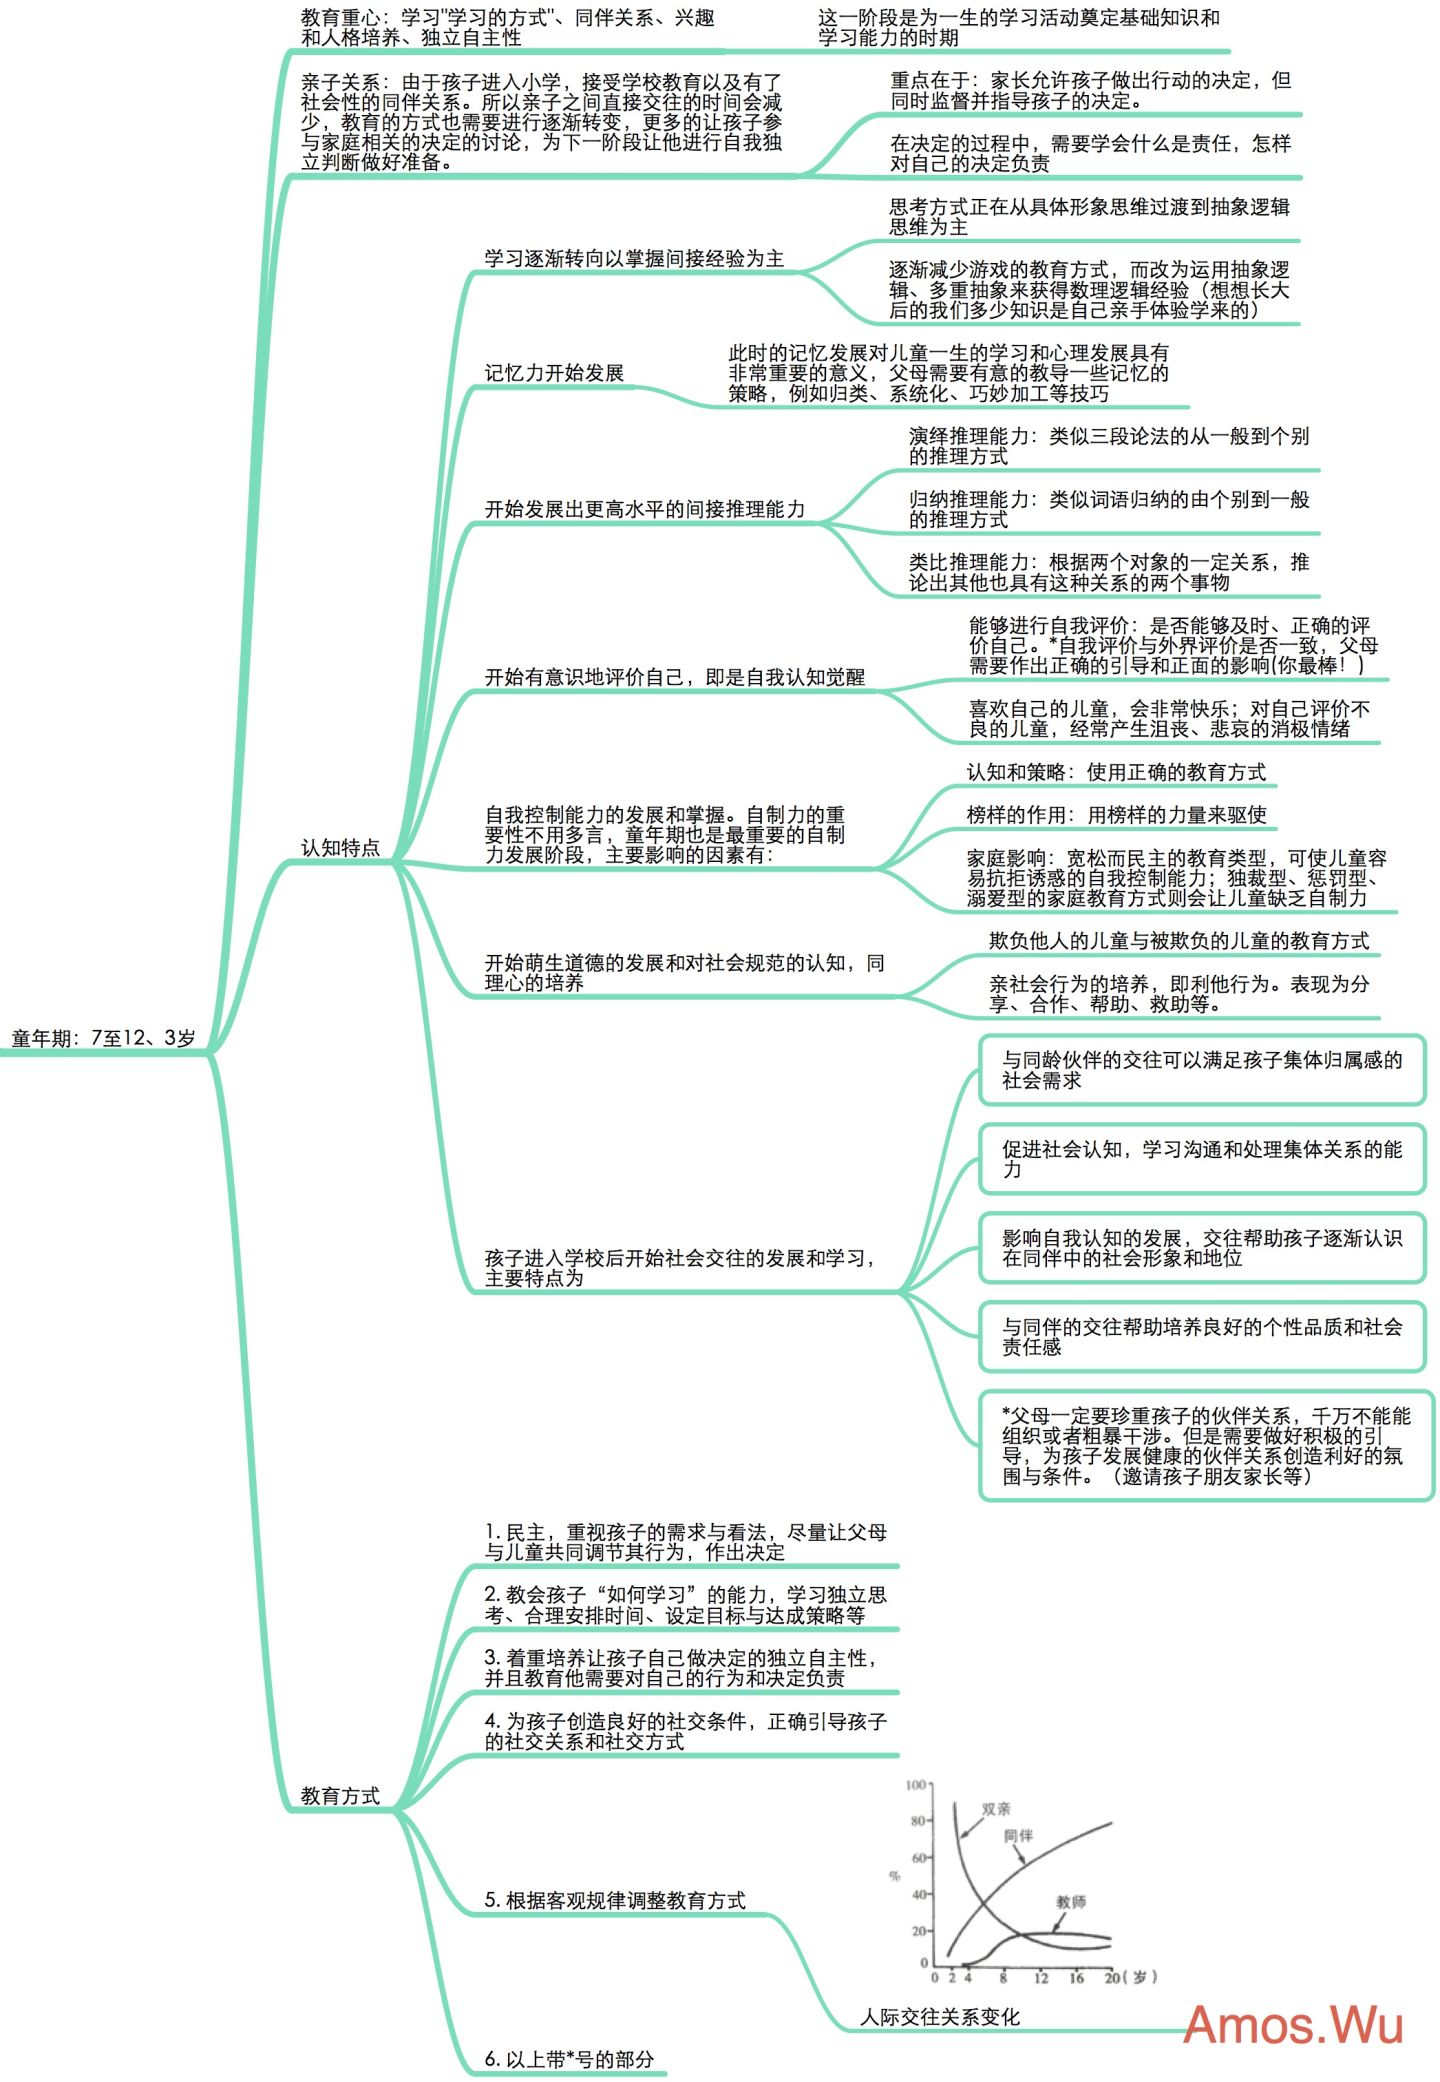 教育重心：学习"学习的方式"、同伴关系、兴趣
和人格培养、独立自主性
这一阶段是为一生的学习活动奠定基础知识和
学习能力的时期
亲子关系：由于孩子进入小学，接受学校教育以及有了
社会性的同伴关系。所以亲子之间直接交往的时间会减
少，教育的方式也需要进行逐渐转变，更多的让孩子参
与家庭相关的决定的讨论，为下一阶段让他进行自我独
立判断做好准备。
重点在于：家长允许孩子做出行动的决定，但
同时监督并指导孩子的决定。
在决定的过程中，需要学会什么是责任，怎样
对自己的决定负责
童年期：7至12、3岁
认知特点
学习逐渐转向以掌握间接经验为主
思考方式正在从具体形象思维过渡到抽象逻辑
思维为主
逐渐减少游戏的教育方式，而改为运用抽象逻
辑、多重抽象来获得数理逻辑经验（想想长大
后的我们多少知识是自己亲手体验学来的）
记忆力开始发展
此时的记忆发展对儿童一生的学习和心理发展具有
非常重要的意义，父母需要有意的教导一些记忆的
策略，例如归类、系统化、巧妙加工等技巧
开始发展出更高水平的间接推理能力
演绎推理能力：类似三段论法的从一般到个别
的推理方式
归纳推理能力：类似词语归纳的由个别到一般
的推理方式
类比推理能力：根据两个对象的一定关系，推
论出其他也具有这种关系的两个事物
开始有意识地评价自己，即是自我认知觉醒
能够进行自我评价：是否能够及时、正确的评
价自己。*自我评价与外界评价是否一致，父母
需要作出正确的引导和正面的影响(你最棒！)
喜欢自己的儿童，会非常快乐；对自己评价不
良的儿童，经常产生沮丧、悲哀的消极情绪
自我控制能力的发展和掌握。自制力的重
要性不用多言，童年期也是最重要的自制
力发展阶段，主要影响的因素有：
认知和策略：使用正确的教育方式
榜样的作用：用榜样的力量来驱使
家庭影响：宽松而民主的教育类型，可使儿童容
易抗拒诱惑的自我控制能力；独裁型、惩罚型、
溺爱型的家庭教育方式则会让儿童缺乏自制力
开始萌生道德的发展和对社会规范的认知，同
理心的培养
欺负他人的儿童与被欺负的儿童的教育方式
亲社会行为的培养，即利他行为。表现为分
享、合作、帮助、救助等。
孩子进入学校后开始社会交往的发展和学习，
主要特点为
与同龄伙伴的交往可以满足孩子集体归属感的
社会需求
促进社会认知，学习沟通和处理集体关系的能
力
影响自我认知的发展，交往帮助孩子逐渐认识
在同伴中的社会形象和地位
与同伴的交往帮助培养良好的个性品质和社会
责任感
*父母一定要珍重孩子的伙伴关系，千万不能能
组织或者粗暴干涉。但是需要做好积极的引
导，为孩子发展健康的伙伴关系创造利好的氛
围与条件。（邀请孩子朋友家长等）
教育方式
1. 民主，重视孩子的需求与看法，尽量让父母
与儿童共同调节其行为，作出决定
2. 教会孩子“如何学习”的能力，学习独立思
考、合理安排时间、设定目标与达成策略等
3. 着重培养让孩子自己做决定的独立自主性，
并且教育他需要对自己的行为和决定负责
4. 为孩子创造良好的社交条件，正确引导孩子
的社交关系和社交方式
5. 根据客观规律调整教育方式
100
80
60
%
40
20
0
双亲
同伴
教师
0 2 4 8 12 16 20(岁)
人际交往关系变化
Amos.Wu
6. 以上带*号的部分